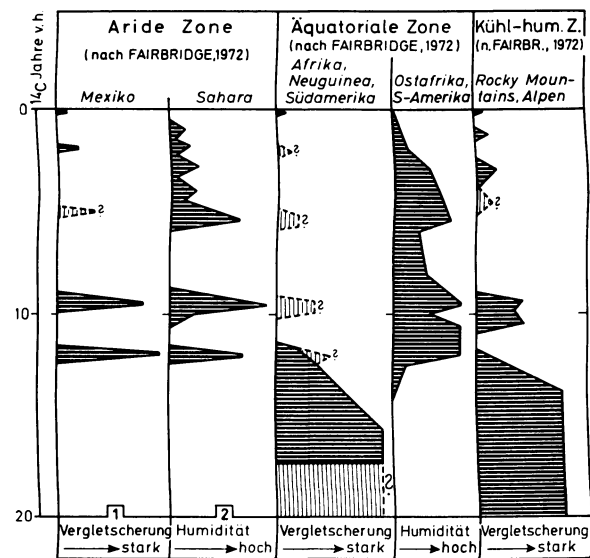 Aride Zone
(nach FAIRBRIDGE, 1972)
Mexiko
Sahara
Äquatoriale Zone
(nach FAIRBRIDGE, 1972)
Afrika,
Neuguinea,
Südamerika
Ostafrika,
S-Amerika
Kühl-hum. Z.
(n. FAIRBR., 1972)
Rocky Moun-
tains, Alpen
14C Jahre v.h.
0
10
20
?
?
?
?
?
?
?
1
2
Vergletscherung
stark
Humidität
hoch
Vergletscherung
stark
Humidität
hoch
Vergletscherung
stark